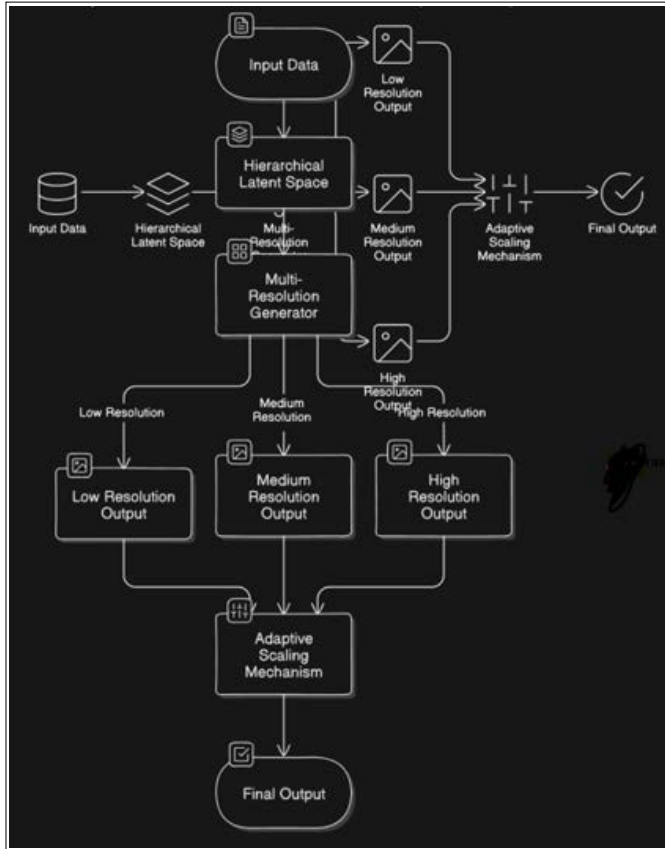 Input Data
Low
Resolution
Output
Hierarchical
Latent Space
Input Data
Hierarchical
Latent Space
Multi-
Resolution
Medium
Resolution
Output
Adaptive
Scaling
Mechanism
Final Output
Multi-
Resolution
Generator
High
Resolution
Output
Low Resolution
Medium
Resolution
High Resolution
Low Resolution
Output
Medium
Resolution
Output
High
Resolution
Output
Adaptive
Scaling
Mechanism
Final Output